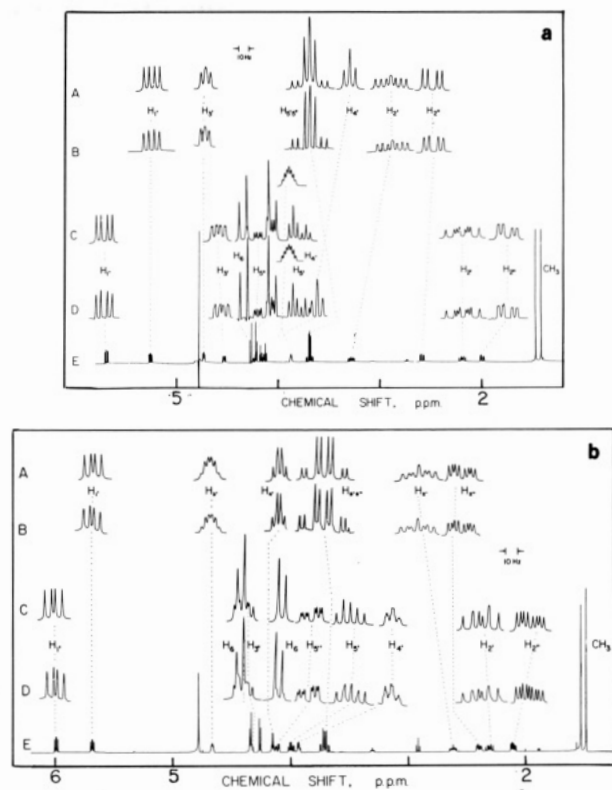 a
10 Hz
A
H1' H3' H5'5" H4' H2' H2"
B
C
H1' H3' H6 H5" H5' H4' H2' H2" CH3
D
E
.5 2
CHEMICAL SHIFT, p.p.m.
b
A
H1' H3' H4' H5'5" H2' H2"
B
10 Hz
C
H1' H6 H3' H6 H5" H5' H4' H2' H2" CH3
D
E
6 5 2
CHEMICAL SHIFT, p.p.m.